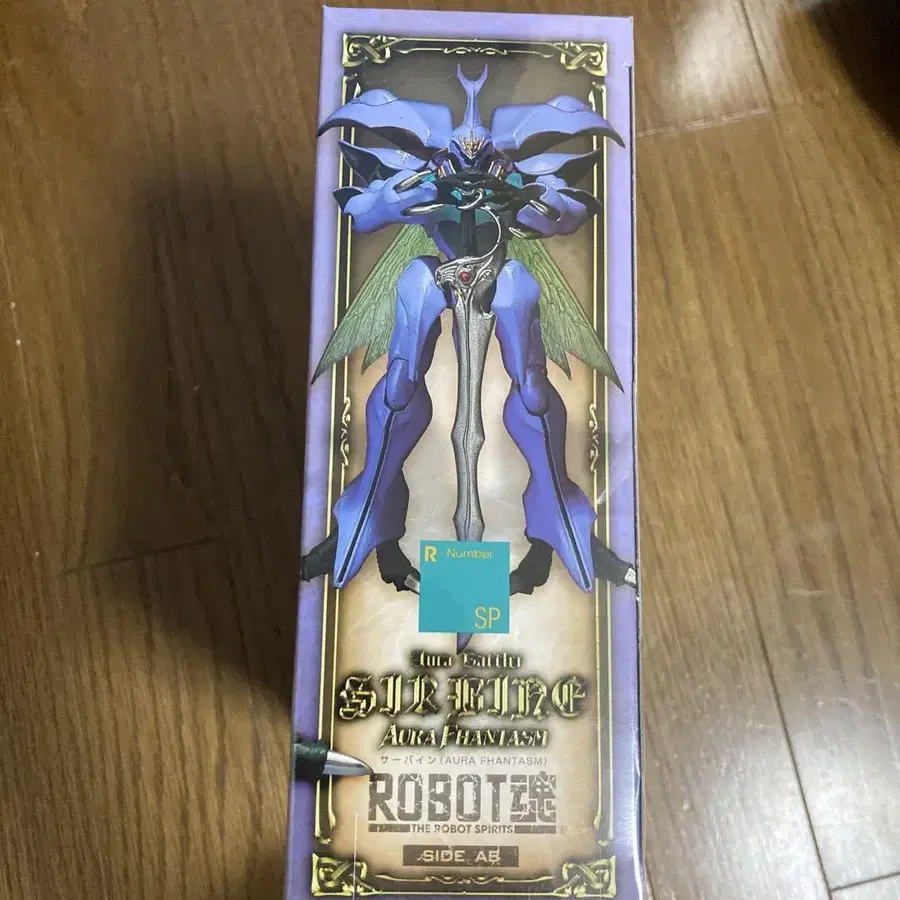 R Number
SP
Aura Battler
SIRBINE
AURA FHANTASM
サーバイン(AURA FHANTASM)
ROBOT魂
THE ROBOT SPIRITS
SIDE AB